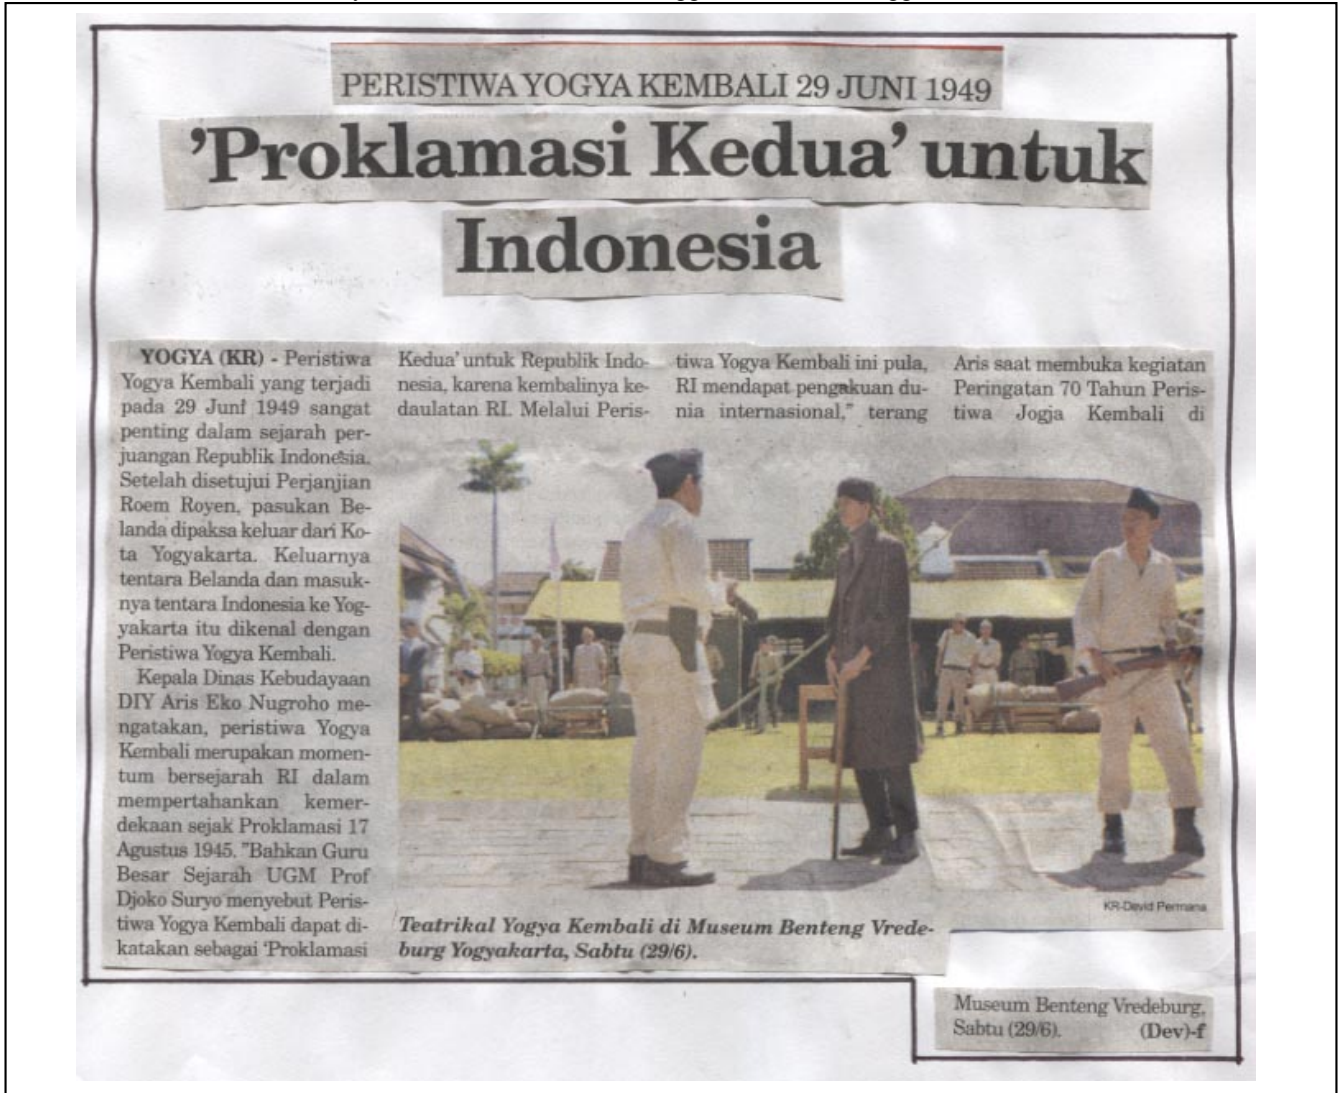 PERISTIWA YOGYA KEMBALI 29 JUNI 1949
'Proklamasi Kedua' untuk
Indonesia
YOGYA (KR) - Peristiwa
Yogya Kembali yang terjadi
pada 29 Juni 1949 sangat
penting dalam sejarah per-
juangan Republik Indonesia.
Setelah disetujui Perjanjian
Roem Royen, pasukan Be-
landa dipaksa keluar dari Ko-
ta Yogyakarta. Keluarnya
tentara Belanda dan masuk-
nya tentara Indonesia ke Yog-
yakarta itu dikenal dengan
Peristiwa Yogya Kembali.
Kepala Dinas Kebudayaan
DIY Aris Eko Nugroho me-
ngatakan, peristiwa Yogya
Kembali merupakan momen-
tum bersejarah RI dalam
mempertahankan kemer-
dekaan sejak Proklamasi 17
Agustus 1945. "Bahkan Guru
Besar Sejarah UGM Prof
Djoko Suryo menyebut Peris-
tiwa Yogya Kembali dapat di-
katakan sebagai 'Proklamasi
Kedua' untuk Republik Indo-
nesia, karena kembalinya ke-
daulatan RI. Melalui Peris-
tiwa Yogya Kembali ini pula,
RI mendapat pengakuan du-
nia internasional," terang
Aris saat membuka kegiatan
Peringatan 70 Tahun Peris-
tiwa Jogja Kembali di
KR-Devid Permana
Teatrikal Yogya Kembali di Museum Benteng Vrede-
burg Yogyakarta, Sabtu (29/6).
Museum Benteng Vredeburg,
Sabtu (29/6). (Dev)-f